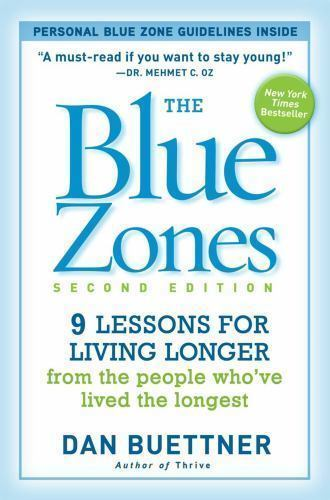 PERSONAL BLUE ZONE GUIDELINES INSIDE
“A must-read if you want to stay young!”
—DR. MEHMET C. OZ
New York
Times
Bestseller
THE
Blue
Zones
SECOND EDITION
9 LESSONS FOR
LIVING LONGER
from the people who’ve
lived the longest
DAN BUETTNER
Author of Thrive